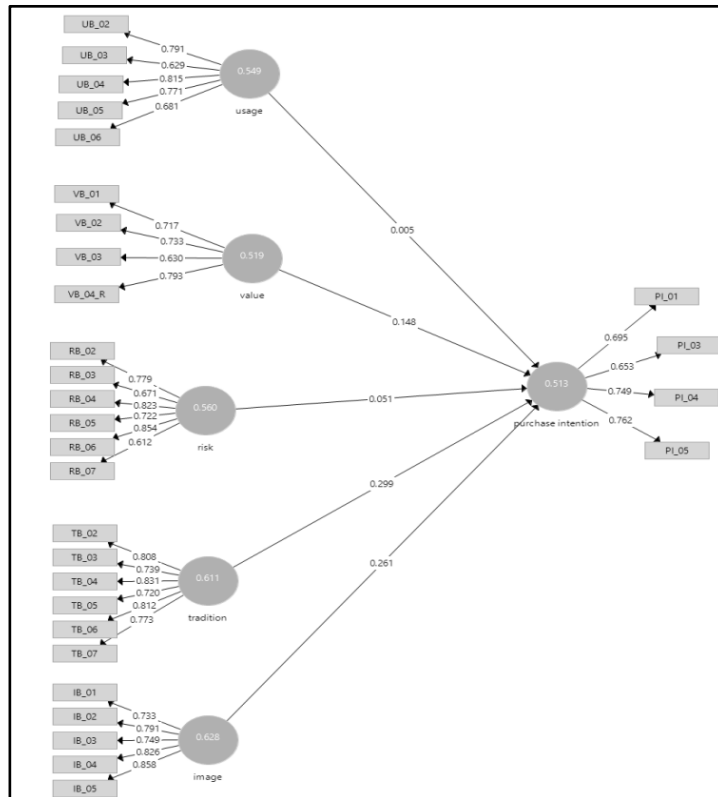 UB_02
0.791
UB_03
0.629
UB_04
0.815
UB_05
0.771
UB_06
0.681
0.549
usage
0.005
VB_01
0.717
VB_02
0.733
VB_03
0.630
VB_04_R
0.793
0.519
value
0.148
RB_02
0.779
RB_03
0.671
RB_04
0.823
RB_05
0.722
RB_06
0.854
RB_07
0.612
0.560
risk
0.051
TB_02
0.808
TB_03
0.739
TB_04
0.831
TB_05
0.720
TB_06
0.812
TB_07
0.773
0.611
tradition
0.299
IB_01
0.733
IB_02
0.791
IB_03
0.749
IB_04
0.826
IB_05
0.858
0.628
image
0.261
0.513
purchase intention
PI_01
0.695
PI_03
0.653
PI_04
0.749
PI_05
0.762